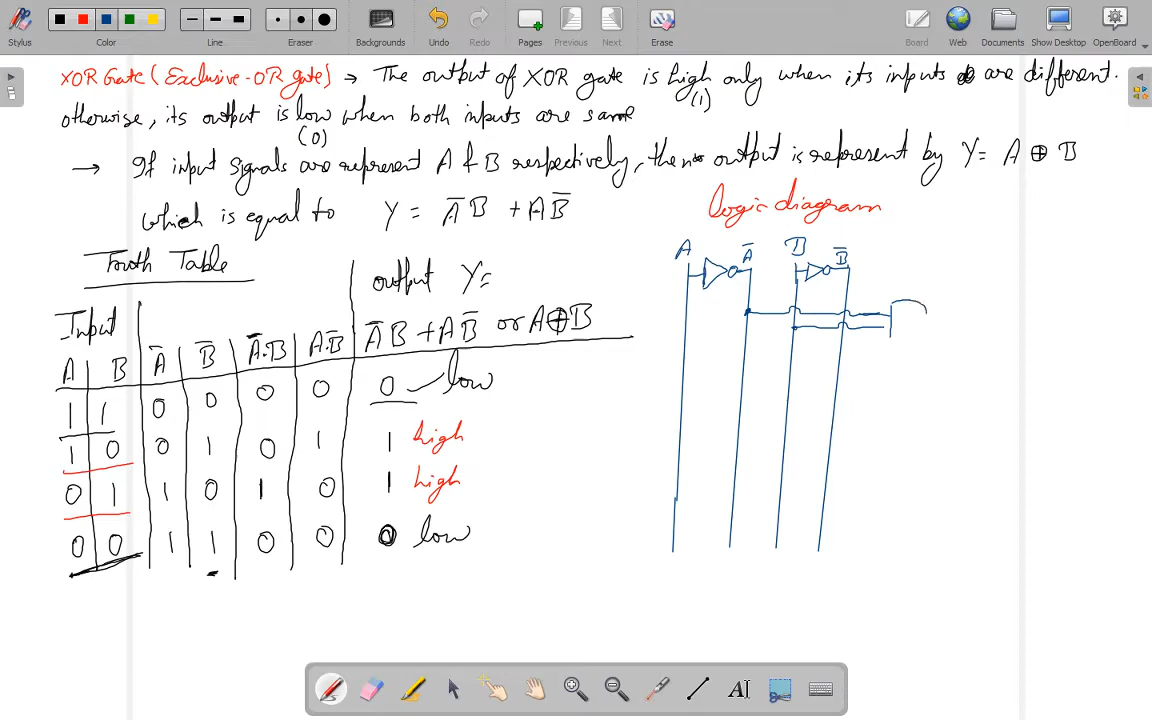 Stylus Color Line Eraser Backgrounds Undo Redo Pages Previous Next Erase Board Web Documents Show Desktop OpenBoard
XOR Gate (Exclusive-OR gate) → The output of XOR gate is high only when its inputs are different.
(1)
otherwise, its output is low when both inputs are same
(0)
→ If input signals are represent A & B respectively, then output is represent by Y = A ⊕ B
which is equal to Y = A̅B + AB̅
logic diagram
A A̅ B B̅
Truth Table
output Y =
Input
A̅B + AB̅ or A⊕B
A B A̅ B̅ A̅.B A.B̅
1 1 0 0 0 0 0 low
1 0 0 1 0 1 1 high
0 1 1 0 1 0 1 high
0 0 1 1 0 0 0 low